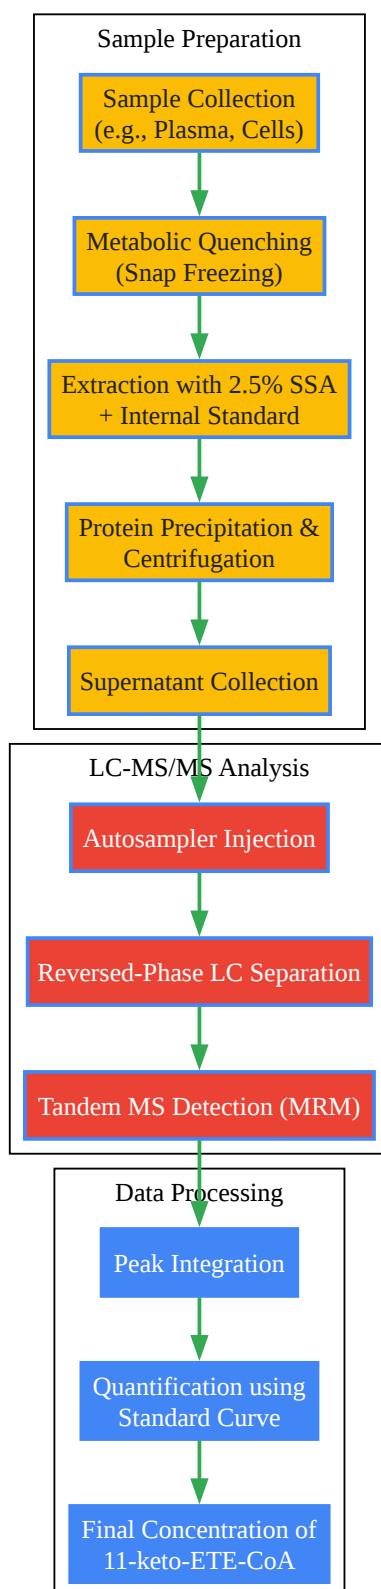 Sample Preparation
Sample Collection
(e.g., Plasma, Cells)
Metabolic Quenching
(Snap Freezing)
Extraction with 2.5% SSA
+ Internal Standard
Protein Precipitation &
Centrifugation
Supernatant Collection
LC-MS/MS Analysis
Autosampler Injection
Reversed-Phase LC Separation
Tandem MS Detection (MRM)
Data Processing
Peak Integration
Quantification using
Standard Curve
Final Concentration of
11-keto-ETE-CoA